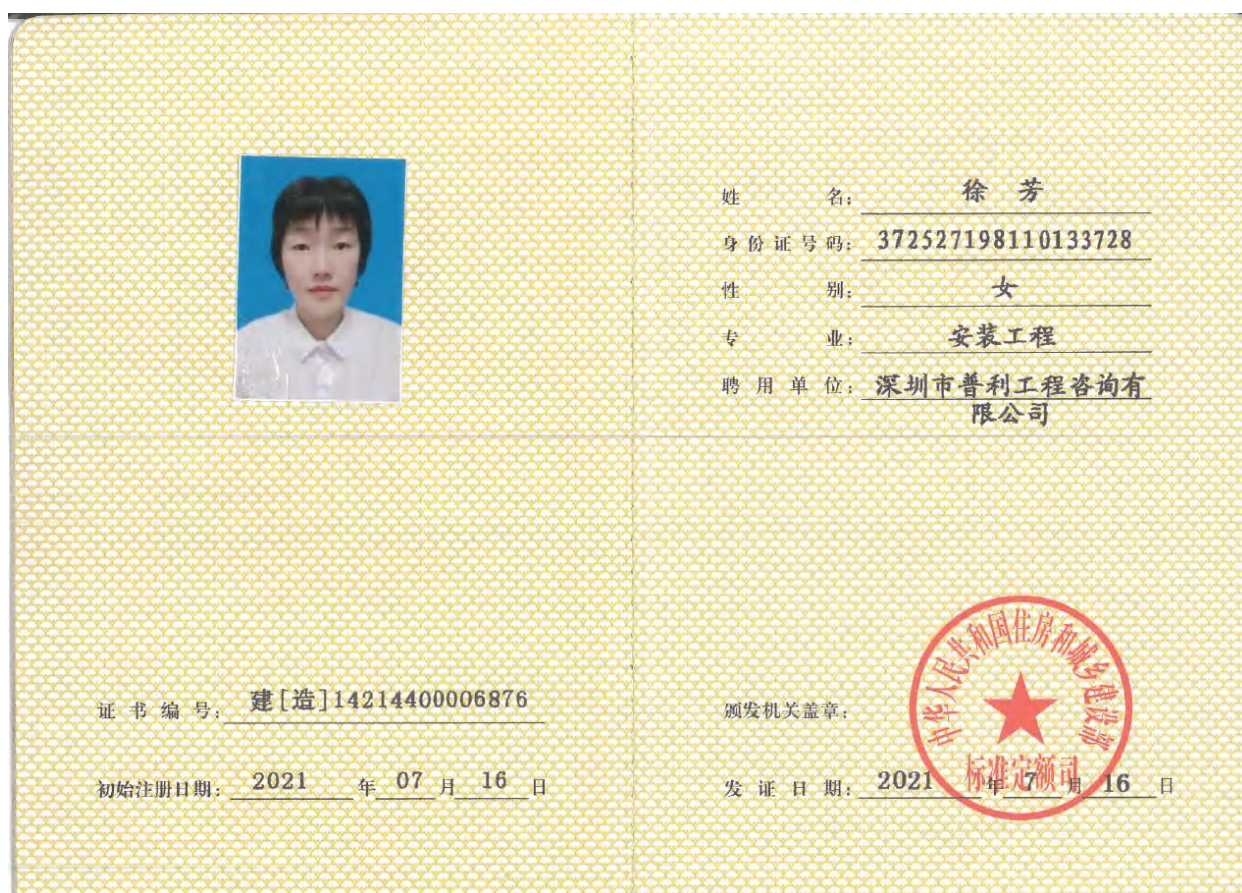 姓 名: 徐 芳
身份证号码: 372527198110133728
性 别: 女
专 业: 安装工程
聘用单位: 深圳市普利工程咨询有
限公司
证书编号: 建[造]14214400006876
初始注册日期: 2021 年 07 月 16 日
颁发机关盖章:
中华人民共和国住房和城乡建设部
标准定额司
发证日期: 2021 年 7 月 16 日